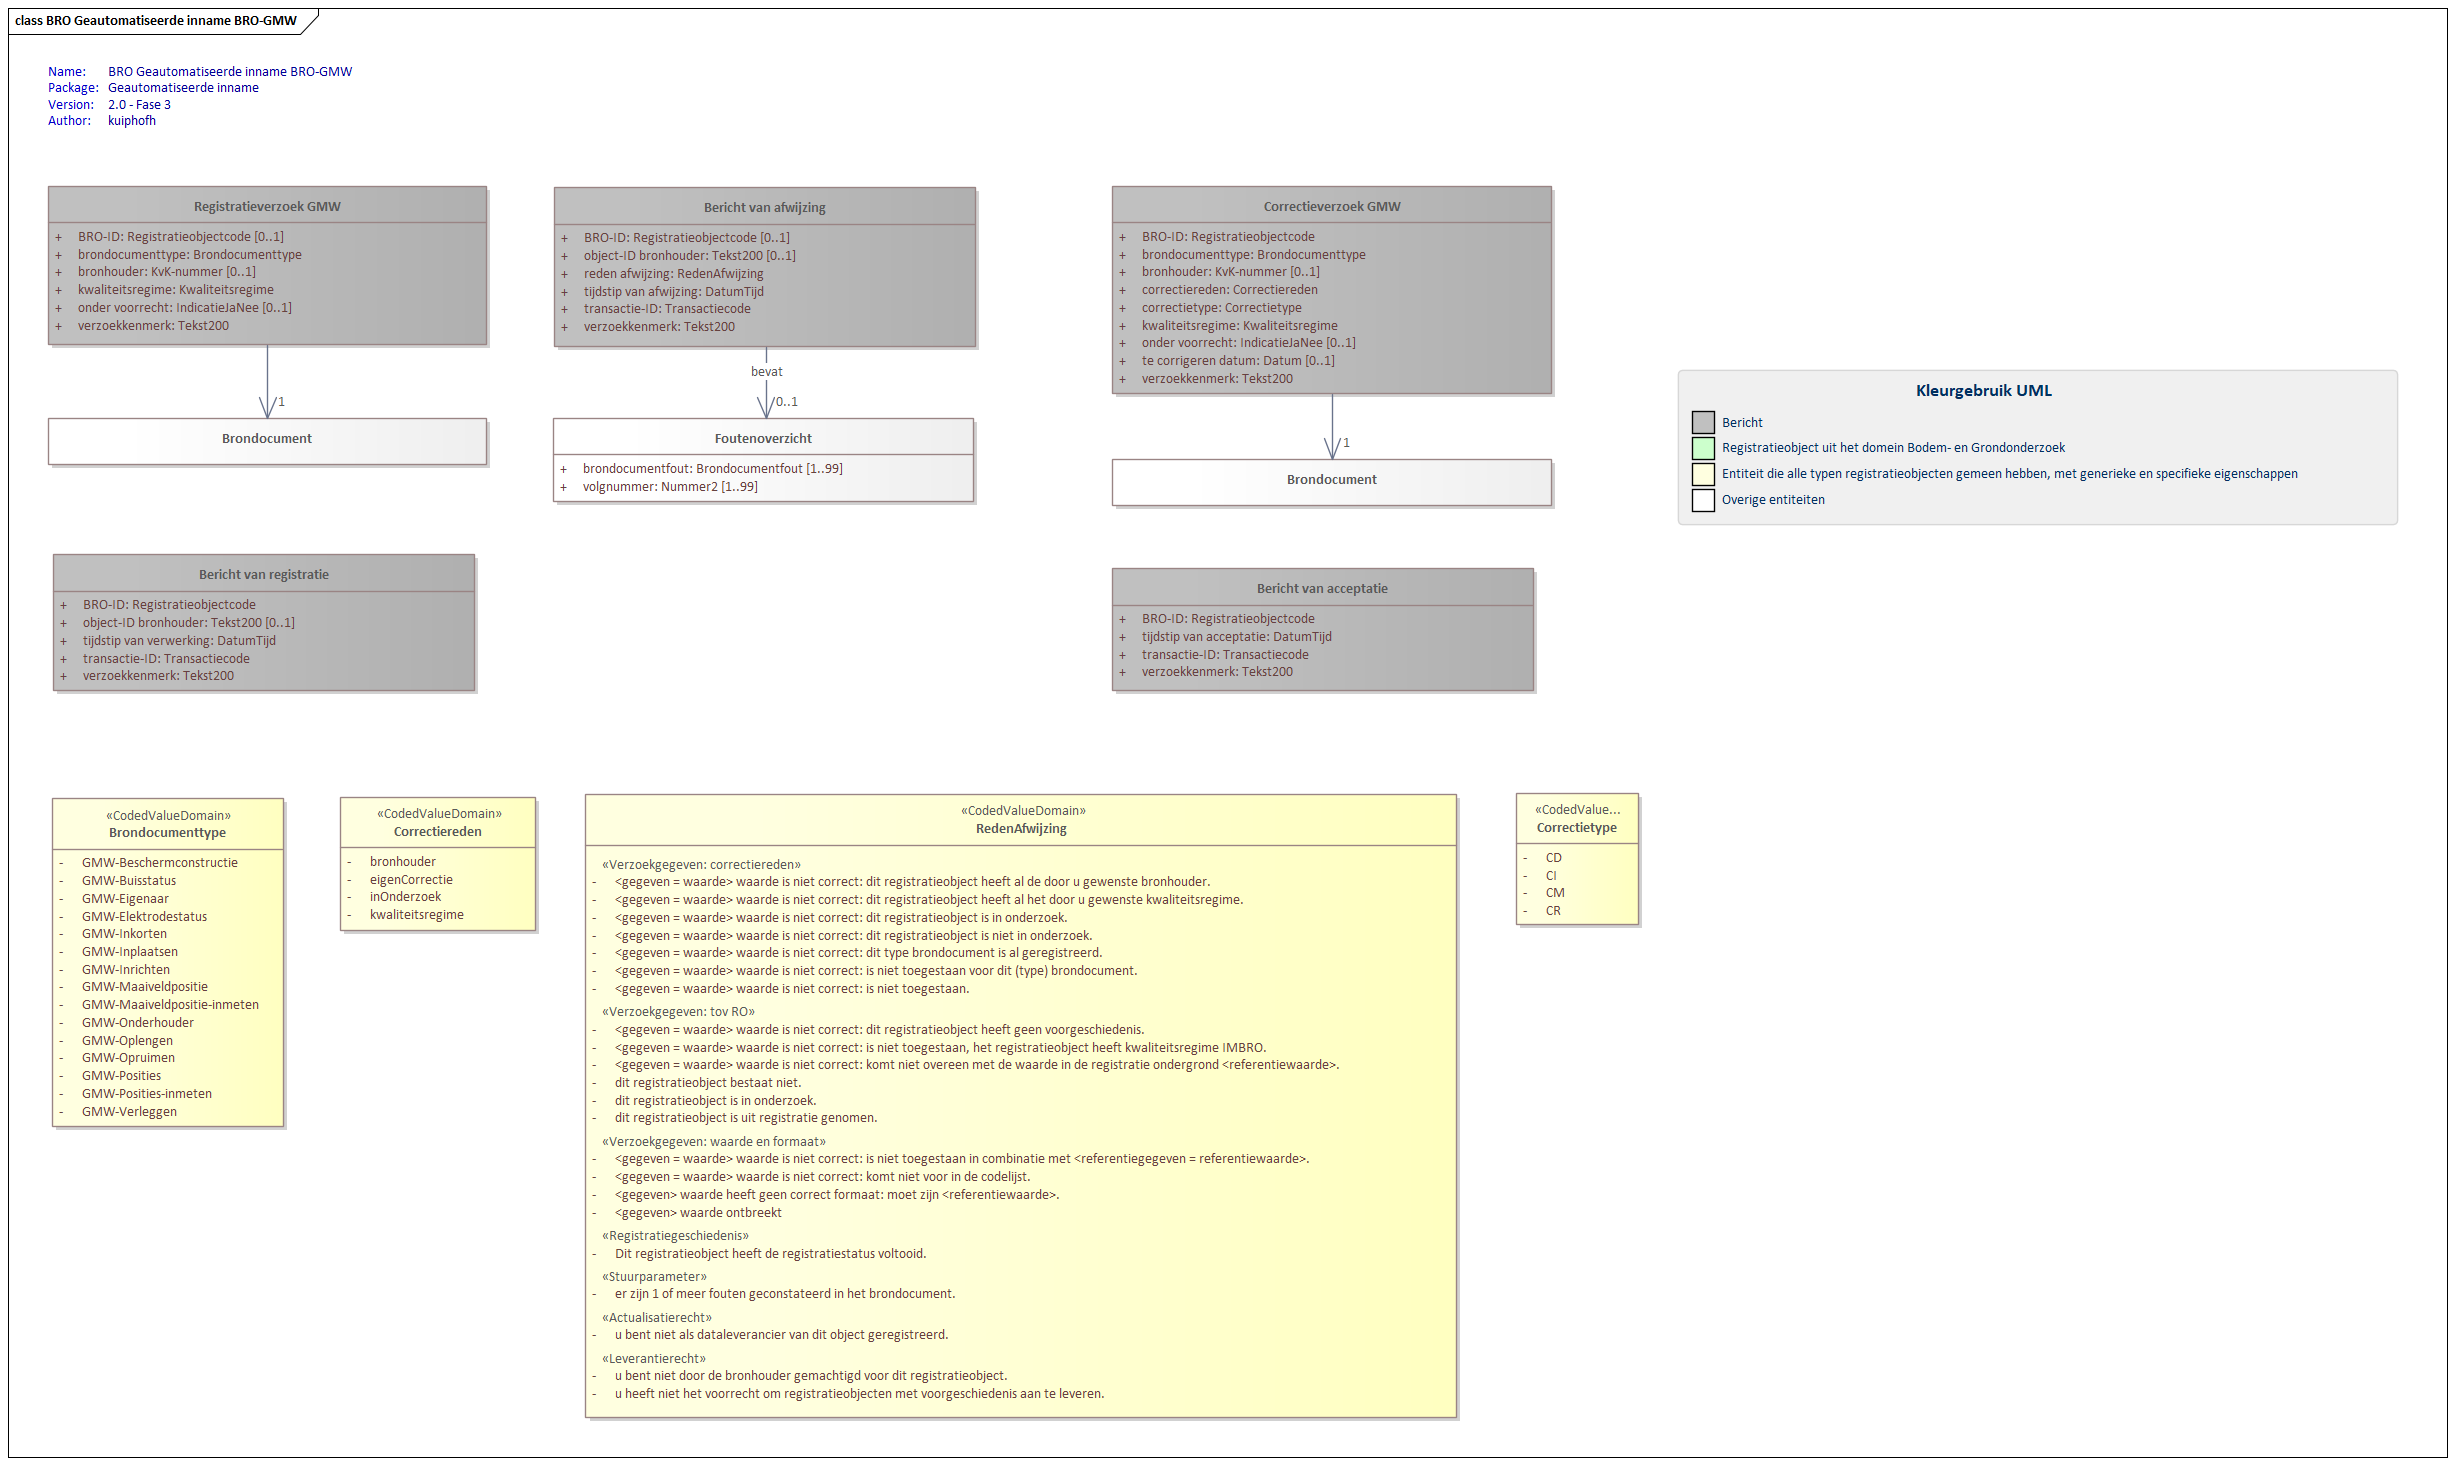 class BRO Geautomatiseerde inname BRO-GMW
Name: BRO Geautomatiseerde inname BRO-GMW
Package: Geautomatiseerde inname
Version: 2.0 - Fase 3
Author: kuiphofh
Registratieverzoek GMW
+ BRO-ID: Registratieobjectcode [0..1]
+ brondocumenttype: Brondocumenttype
+ bronhouder: KvK-nummer [0..1]
+ kwaliteitsregime: Kwaliteitsregime
+ onder voorrecht: IndicatieJaNee [0..1]
+ verzoekkenmerk: Tekst200
1
Brondocument
Bericht van afwijzing
+ BRO-ID: Registratieobjectcode [0..1]
+ object-ID bronhouder: Tekst200 [0..1]
+ reden afwijzing: RedenAfwijzing
+ tijdstip van afwijzing: DatumTijd
+ transactie-ID: Transactiecode
+ verzoekkenmerk: Tekst200
bevat
0..1
Foutenoverzicht
+ brondocumentfout: Brondocumentfout [1..99]
+ volgnummer: Nummer2 [1..99]
Correctieverzoek GMW
+ BRO-ID: Registratieobjectcode
+ brondocumenttype: Brondocumenttype
+ bronhouder: KvK-nummer [0..1]
+ correctiereden: Correctiereden
+ correctietype: Correctietype
+ kwaliteitsregime: Kwaliteitsregime
+ onder voorrecht: IndicatieJaNee [0..1]
+ te corrigeren datum: Datum [0..1]
+ verzoekkenmerk: Tekst200
1
Brondocument
Kleurgebruik UML
Bericht
Registratieobject uit het domein Bodem- en Grondonderzoek
Entiteit die alle typen registratieobjecten gemeen hebben, met generieke en specifieke eigenschappen
Overige entiteiten
Bericht van registratie
+ BRO-ID: Registratieobjectcode
+ object-ID bronhouder: Tekst200 [0..1]
+ tijdstip van verwerking: DatumTijd
+ transactie-ID: Transactiecode
+ verzoekkenmerk: Tekst200
Bericht van acceptatie
+ BRO-ID: Registratieobjectcode
+ tijdstip van acceptatie: DatumTijd
+ transactie-ID: Transactiecode
+ verzoekkenmerk: Tekst200
«CodedValueDomain»
Brondocumenttype
- GMW-Beschermconstructie
- GMW-Buisstatus
- GMW-Eigenaar
- GMW-Elektrodestatus
- GMW-Inkorten
- GMW-Inplaatsen
- GMW-Inrichten
- GMW-Maaiveldpositie
- GMW-Maaiveldpositie-inmeten
- GMW-Onderhouder
- GMW-Oplengen
- GMW-Opruimen
- GMW-Posities
- GMW-Posities-inmeten
- GMW-Verleggen
«CodedValueDomain»
Correctiereden
- bronhouder
- eigenCorrectie
- inOnderzoek
- kwaliteitsregime
«CodedValueDomain»
RedenAfwijzing
«Verzoekgegeven: correctiereden»
- <gegeven = waarde> waarde is niet correct: dit registratieobject heeft al de door u gewenste bronhouder.
- <gegeven = waarde> waarde is niet correct: dit registratieobject heeft al het door u gewenste kwaliteitsregime.
- <gegeven = waarde> waarde is niet correct: dit registratieobject is in onderzoek.
- <gegeven = waarde> waarde is niet correct: dit registratieobject is niet in onderzoek.
- <gegeven = waarde> waarde is niet correct: dit type brondocument is al geregistreerd.
- <gegeven = waarde> waarde is niet correct: is niet toegestaan voor dit (type) brondocument.
- <gegeven = waarde> waarde is niet correct: is niet toegestaan.
«Verzoekgegeven: tov RO»
- <gegeven = waarde> waarde is niet correct: dit registratieobject heeft geen voorgeschiedenis.
- <gegeven = waarde> waarde is niet correct: is niet toegestaan, het registratieobject heeft kwaliteitsregime IMBRO.
- <gegeven = waarde> waarde is niet correct: komt niet overeen met de waarde in de registratie ondergrond <referentiewaarde>.
- dit registratieobject bestaat niet.
- dit registratieobject is in onderzoek.
- dit registratieobject is uit registratie genomen.
«Verzoekgegeven: waarde en formaat»
- <gegeven = waarde> waarde is niet correct: is niet toegestaan in combinatie met <referentiegegeven = referentiewaarde>.
- <gegeven = waarde> waarde is niet correct: komt niet voor in de codelijst.
- <gegeven> waarde heeft geen correct formaat: moet zijn <referentiewaarde>.
- <gegeven> waarde ontbreekt
«Registratiegeschiedenis»
- Dit registratieobject heeft de registratiestatus voltooid.
«Stuurparameter»
- er zijn 1 of meer fouten geconstateerd in het brondocument.
«Actualisatierecht»
- u bent niet als dataleverancier van dit object geregistreerd.
«Leverantierecht»
- u bent niet door de bronhouder gemachtigd voor dit registratieobject.
- u heeft niet het voorrecht om registratieobjecten met voorgeschiedenis aan te leveren.
«CodedValue...
Correctietype
- CD
- CI
- CM
- CR